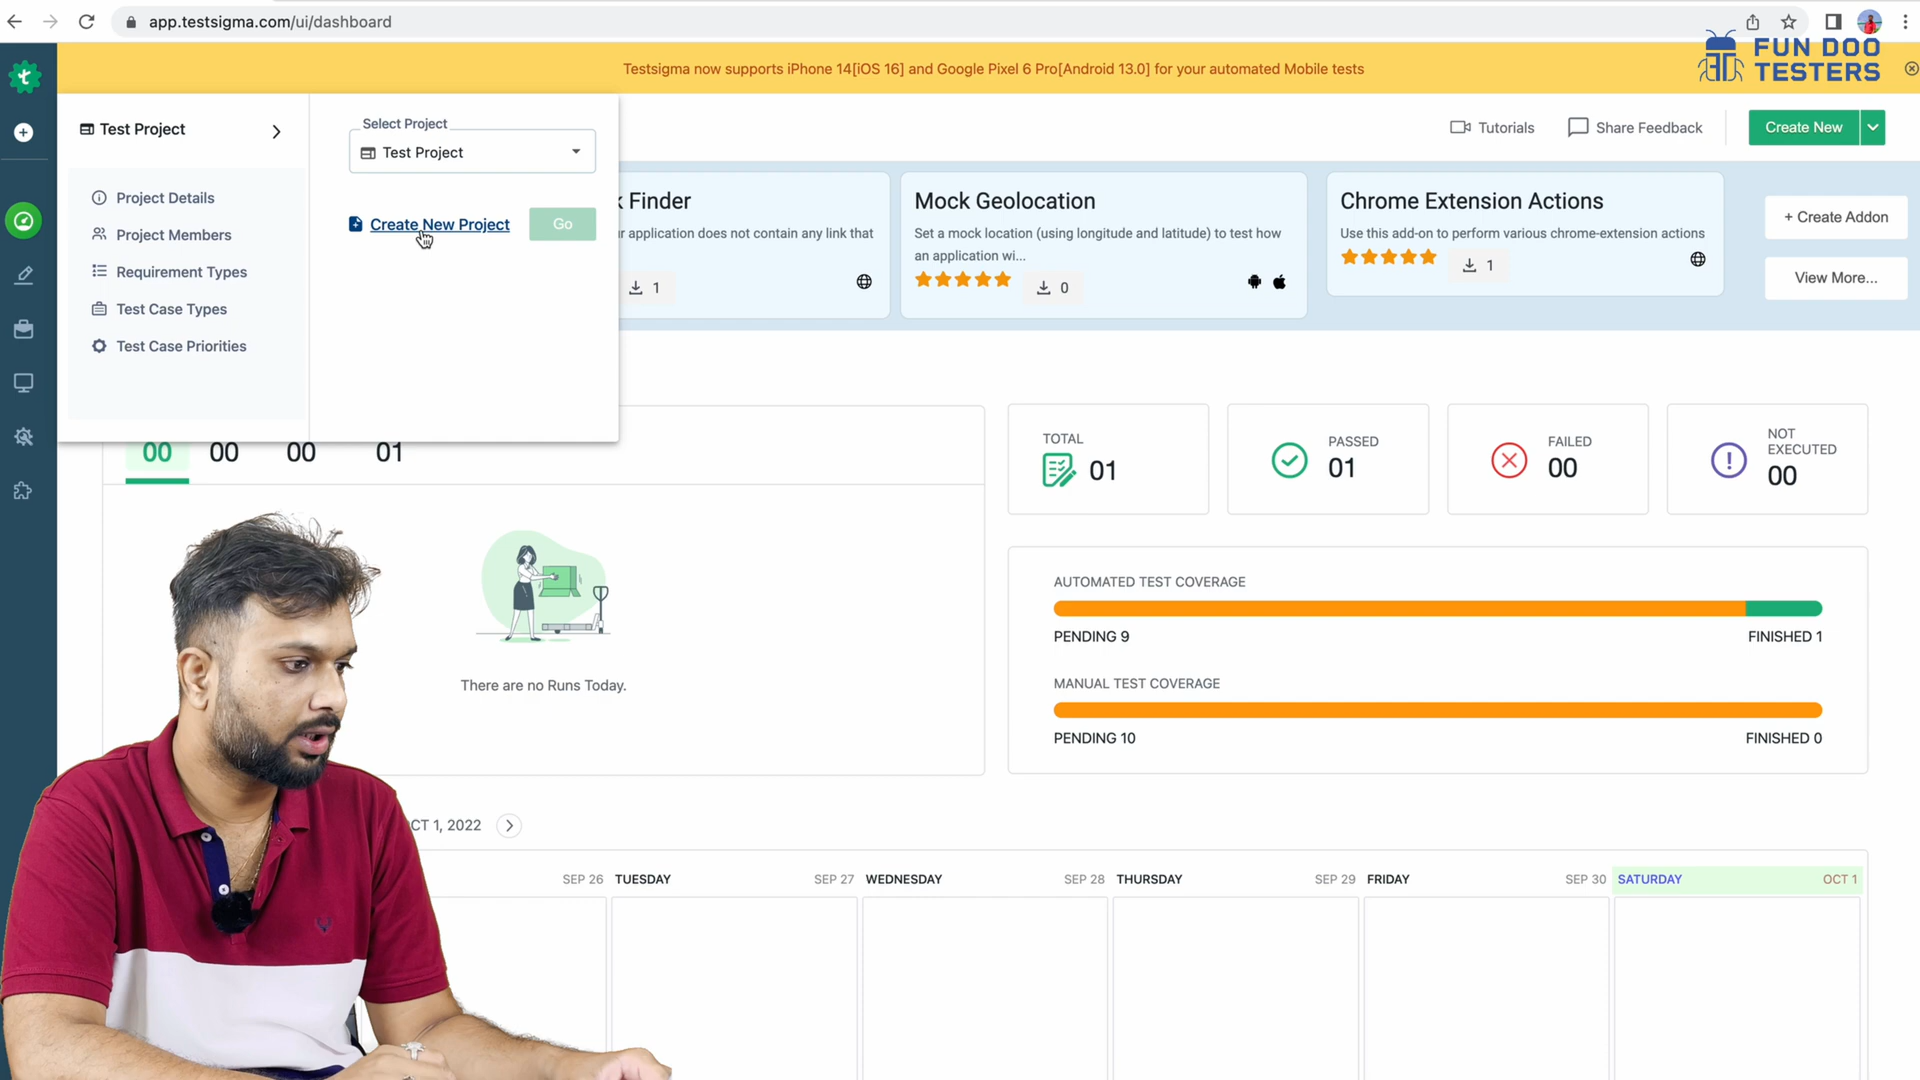 app.testsigma.com/ui/dashboard
Testsigma now supports iPhone 14[iOS 16] and Google Pixel 6 Pro[Android 13.0] for your automated Mobile tests
FUN DOO
TESTERS
Test Project
Project Details
Project Members
Requirement Types
Test Case Types
Test Case Priorities
Select Project
Test Project
Create New Project
Go
Tutorials
Share Feedback
Create New
Finder
application does not contain any link that
1
Mock Geolocation
Set a mock location (using longitude and latitude) to test how
an application wi...
0
Chrome Extension Actions
Use this add-on to perform various chrome-extension actions
1
+ Create Addon
View More...
00
00
00
01
There are no Runs Today.
TOTAL
01
PASSED
01
FAILED
00
NOT
EXECUTED
00
AUTOMATED TEST COVERAGE
PENDING 9
FINISHED 1
MANUAL TEST COVERAGE
PENDING 10
FINISHED 0
CT 1, 2022
SEP 26
TUESDAY
SEP 27
WEDNESDAY
SEP 28
THURSDAY
SEP 29
FRIDAY
SEP 30
SATURDAY
OCT 1